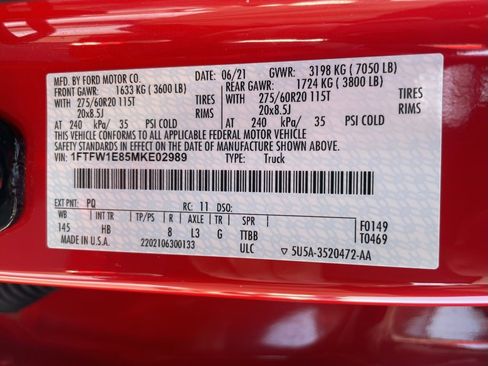 MFD. BY FORD MOTOR CO. DATE: 06/21 GVWR: 3198 KG ( 7050 LB)
FRONT GAWR: 1633 KG ( 3600 LB) REAR GAWR: 1724 KG ( 3800 LB)
WITH 275/60R20 115T TIRES WITH 275/60R20 115T TIRES
20x8.5J RIMS 20x8.5J RIMS
AT 240 kPa/ 35 PSI COLD AT 240 kPa/ 35 PSI COLD
THIS VEHICLE CONFORMS TO ALL APPLICABLE FEDERAL MOTOR VEHICLE
SAFETY STANDARDS IN EFFECT ON THE DATE OF MANUFACTURE SHOWN ABOVE.
VIN: 1FTFW1E85MKE02989 TYPE: Truck
EXT PNT: PQ RC: 11 DSO:
WB INT TR TP/PS R AXLE TR SPR F0149
145 HB 8 L3 G TTBB T0469
MADE IN U.S.A. 2202106300133 ULC 5U5A-3520472-AA